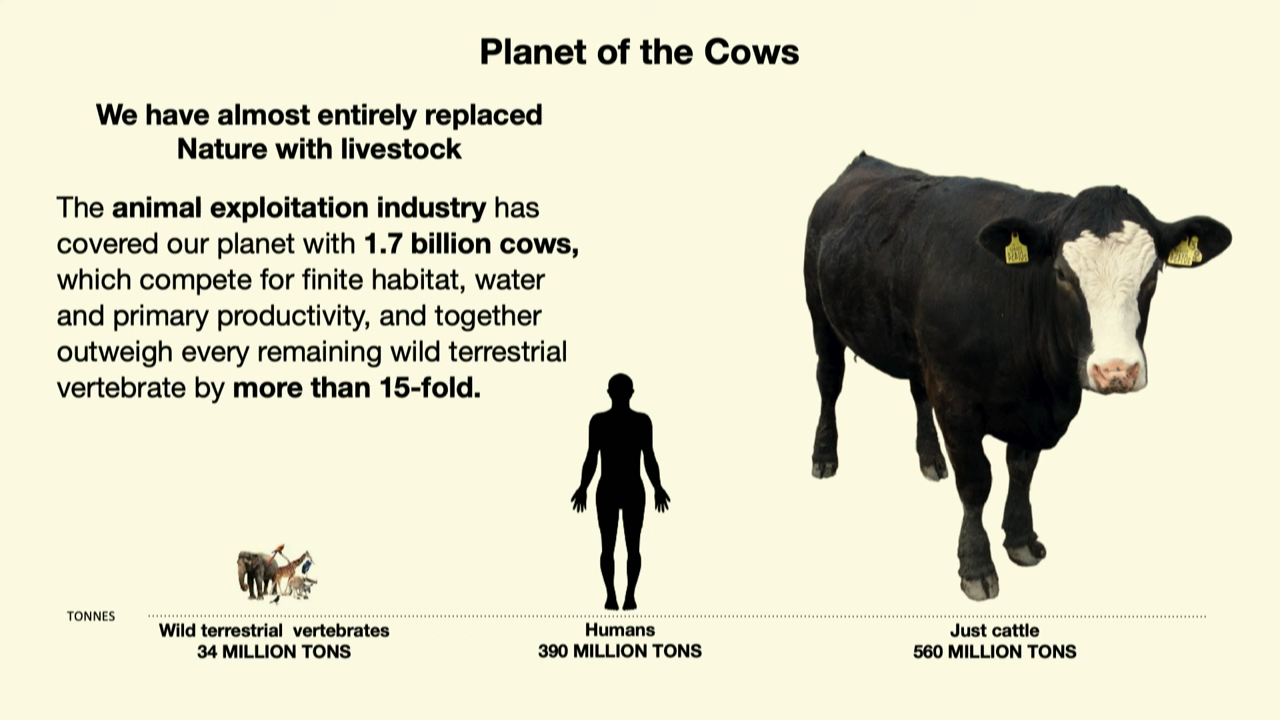 Planet of the Cows
We have almost entirely replaced
Nature with livestock
The animal exploitation industry has
covered our planet with 1.7 billion cows,
which compete for finite habitat, water
and primary productivity, and together
outweigh every remaining wild terrestrial
vertebrate by more than 15-fold.
TONNES
Wild terrestrial vertebrates
34 MILLION TONS
Humans
390 MILLION TONS
Just cattle
560 MILLION TONS